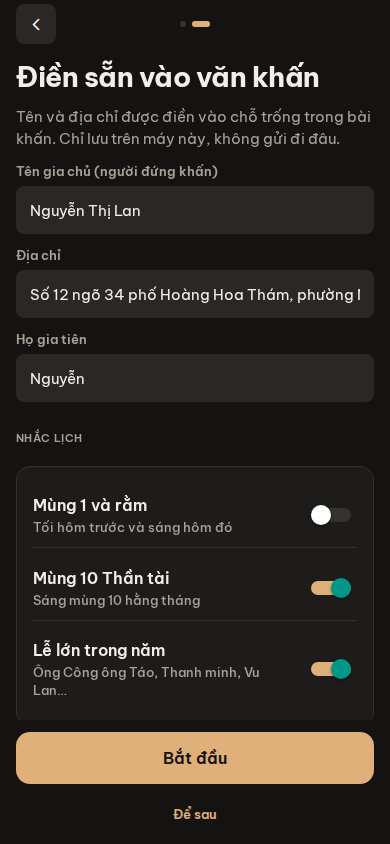 Điền sẵn vào văn khấn
Tên và địa chỉ được điền vào chỗ trống trong bài
khấn. Chỉ lưu trên máy này, không gửi đi đâu.
Tên gia chủ (người đứng khấn)
Nguyễn Thị Lan
Địa chỉ
Số 12 ngõ 34 phố Hoàng Hoa Thám, phường
Họ gia tiên
Nguyễn
NHẮC LỊCH
Mùng 1 và rằm
Tối hôm trước và sáng hôm đó
Mùng 10 Thần tài
Sáng mùng 10 hằng tháng
Lễ lớn trong năm
Ông Công ông Táo, Thanh minh, Vu
Lan...
Bắt đầu
Để sau